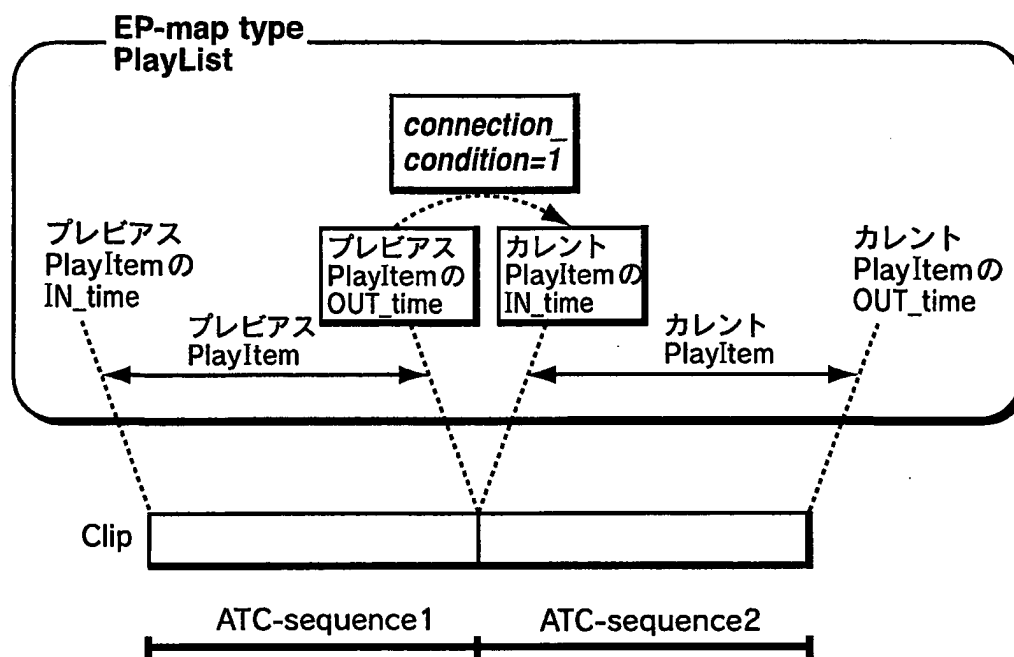 EP-map type
PlayList
connection_
condition=1
プレビアス
PlayItemの
IN_time
プレビアス
PlayItemの
OUT_time
カレント
PlayItemの
IN_time
カレント
PlayItemの
OUT_time
プレビアス
PlayItem
カレント
PlayItem
Clip
ATC-sequence1
ATC-sequence2